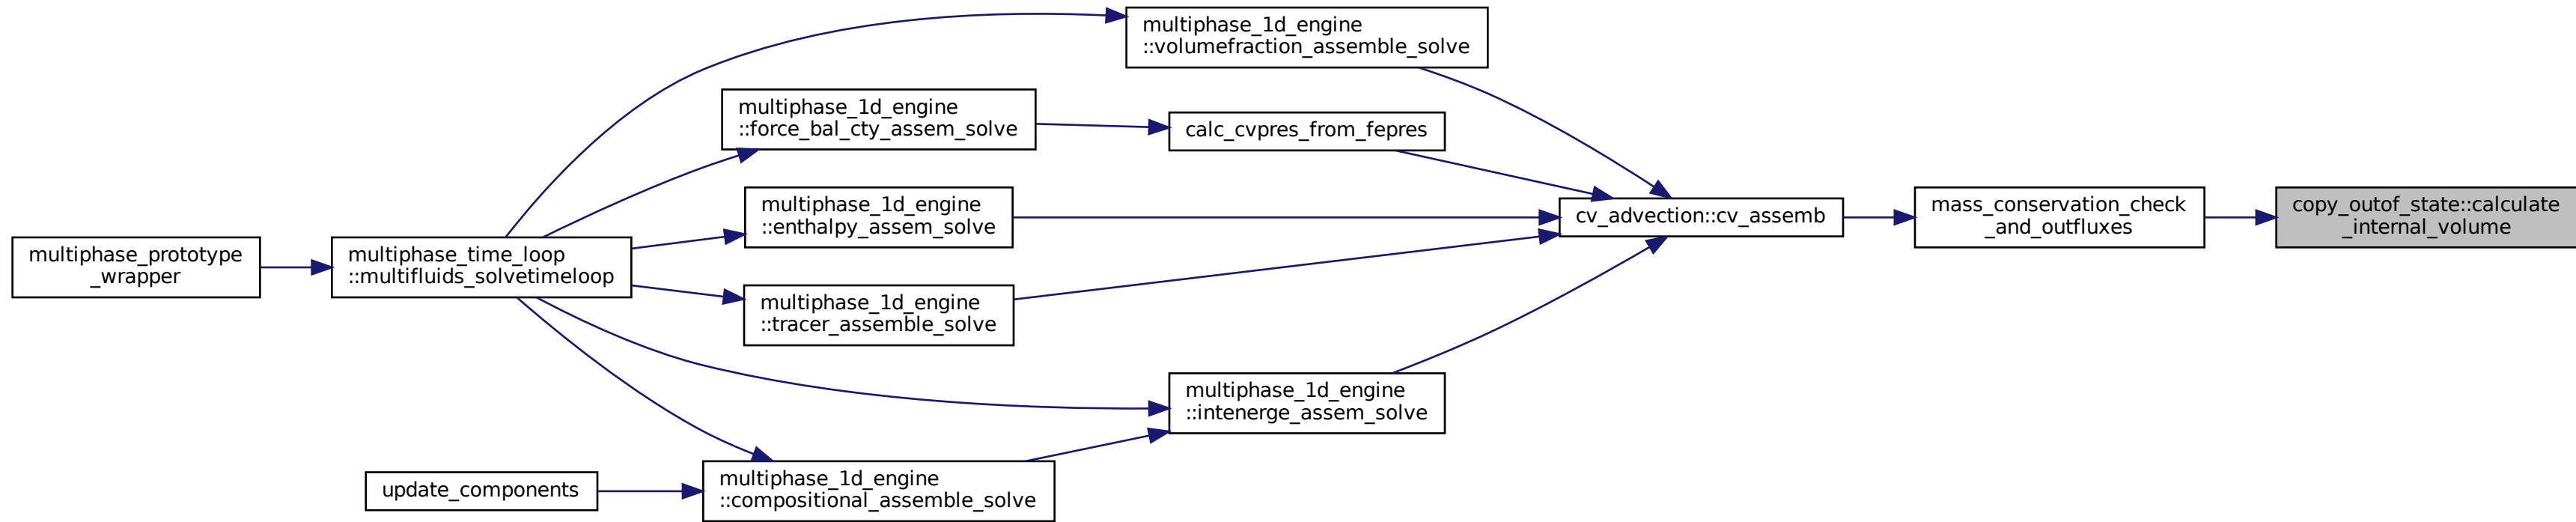 multiphase_prototype
_wrapper
multiphase_time_loop
::multifluids_solvetimeloop
update_components
multiphase_1d_engine
::volumefraction_assemble_solve
multiphase_1d_engine
::force_bal_cty_assem_solve
calc_cvpres_from_fepres
multiphase_1d_engine
::enthalpy_assem_solve
multiphase_1d_engine
::tracer_assemble_solve
multiphase_1d_engine
::intenerge_assem_solve
multiphase_1d_engine
::compositional_assemble_solve
cv_advection::cv_assemb
mass_conservation_check
_and_outfluxes
copy_outof_state::calculate
_internal_volume